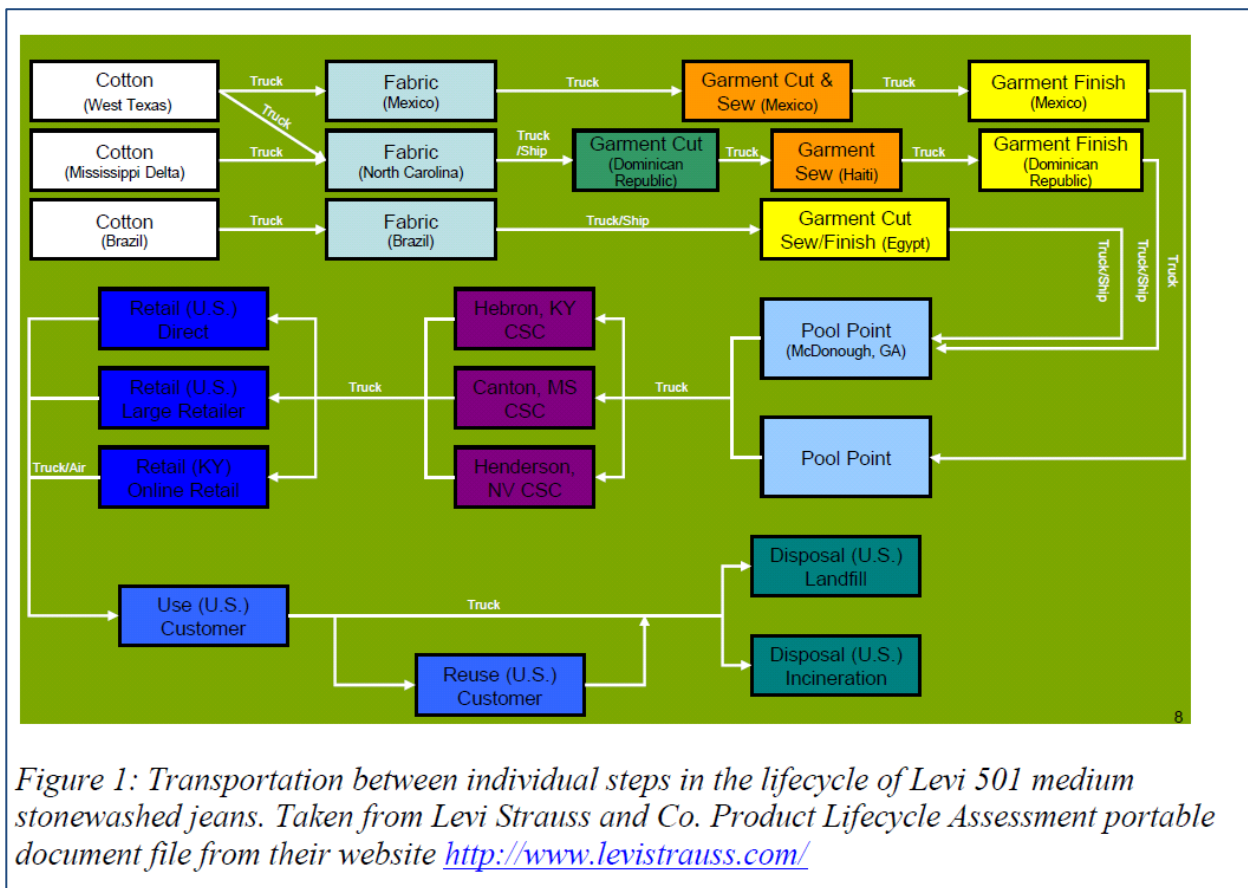 Cotton
(West Texas)
Truck
Truck
Fabric
(Mexico)
Truck
Garment Cut &
Sew (Mexico)
Truck
Garment Finish
(Mexico)
Cotton
(Mississippi Delta)
Truck
Fabric
(North Carolina)
Truck
/Ship
Garment Cut
(Dominican
Republic)
Truck
Garment
Sew (Haiti)
Truck
Garment Finish
(Dominican
Republic)
Cotton
(Brazil)
Truck
Fabric
(Brazil)
Truck/Ship
Garment Cut
Sew/Finish (Egypt)
Truck/Ship
Truck/Ship
Truck
Retail (U.S.)
Direct
Hebron, KY
CSC
Pool Point
(McDonough, GA)
Retail (U.S.)
Large Retailer
Truck
Canton, MS
CSC
Truck
Truck/Air
Retail (KY)
Online Retail
Henderson,
NV CSC
Pool Point
Use (U.S.)
Customer
Truck
Disposal (U.S.)
Landfill
Reuse (U.S.)
Customer
Disposal (U.S.)
Incineration
8
Figure 1: Transportation between individual steps in the lifecycle of Levi 501 medium
stonewashed jeans. Taken from Levi Strauss and Co. Product Lifecycle Assessment portable
document file from their website http://www.levistrauss.com/